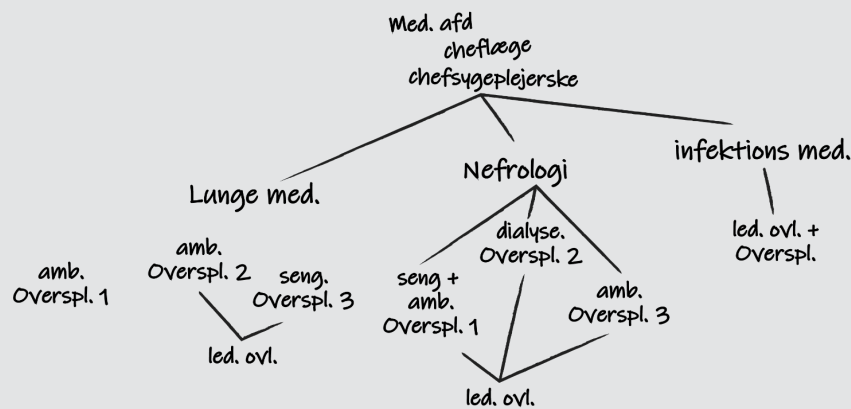 Med. afd
cheflæge
chefsygeplejerske
Lunge med.
Nefrologi
infektions med.
amb.
Overspl. 1
amb.
Overspl. 2
seng.
Overspl. 3
led. ovl.
seng +
amb.
Overspl. 1
dialyse.
Overspl. 2
amb.
Overspl. 3
led. ovl.
led. ovl. +
Overspl.